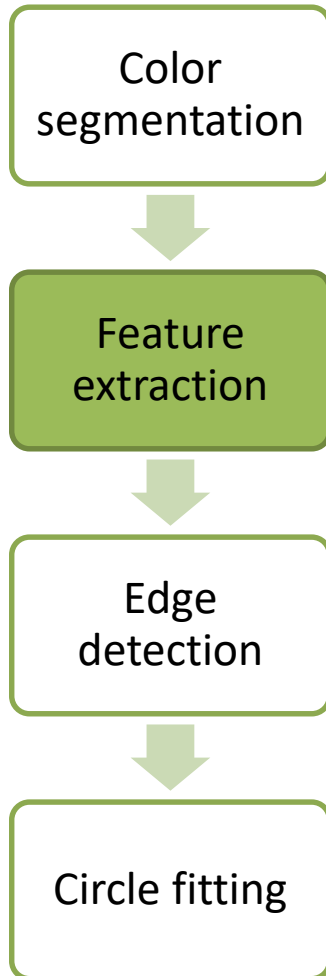 Color
segmentation
Feature
extraction
Edge
detection
Circle fitting